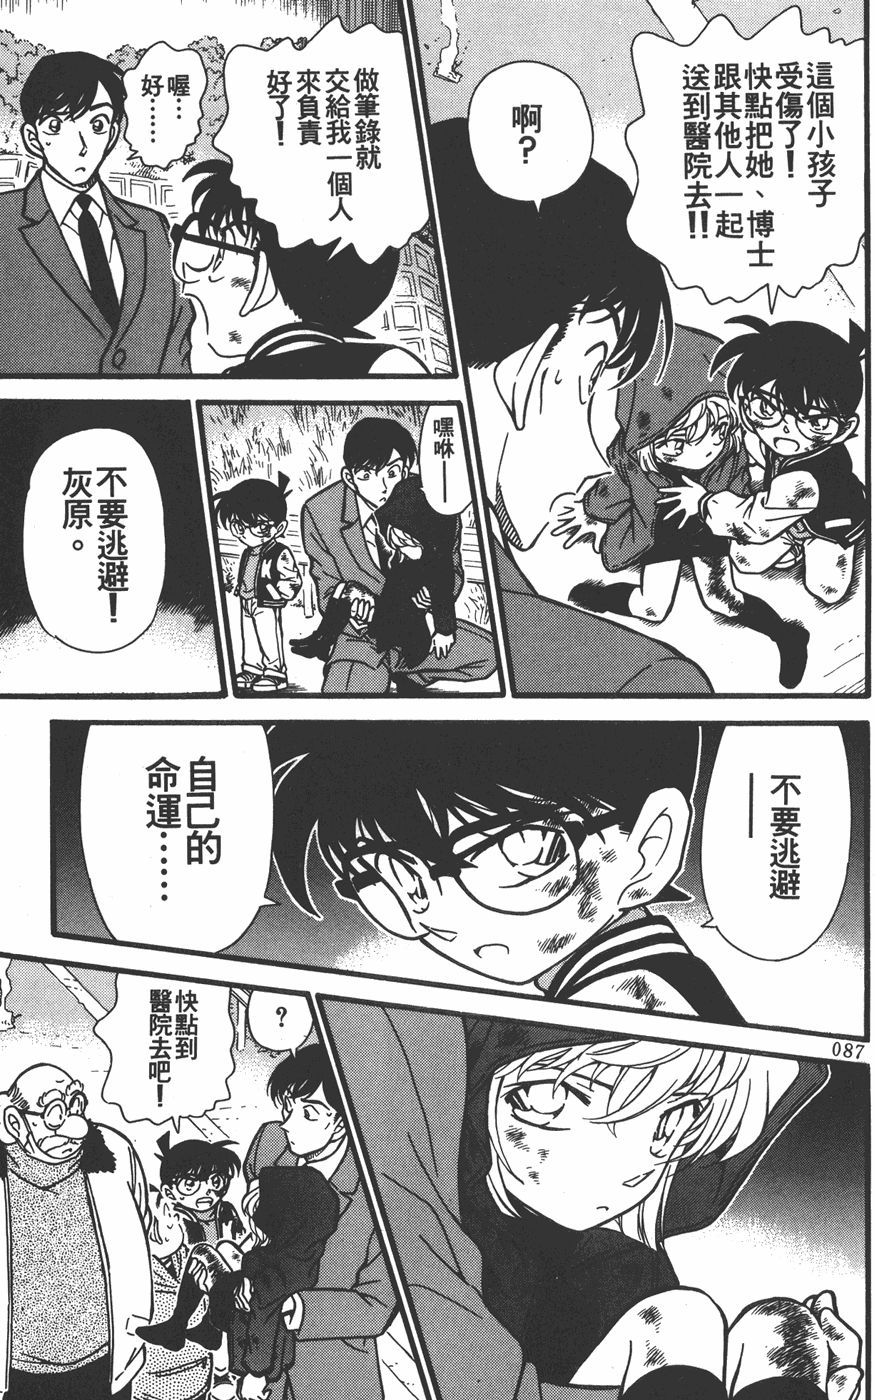 這個小孩子
受傷了！
快點把她、博士
跟其他人一起
送到醫院去!!
啊？
做筆錄就
交給我一個人
來負責
好了！
喔…
好……
嘿咻──
不要逃避！
灰原。
不要逃避
──
自己的
命運……
087
？
快點到
醫院去吧！